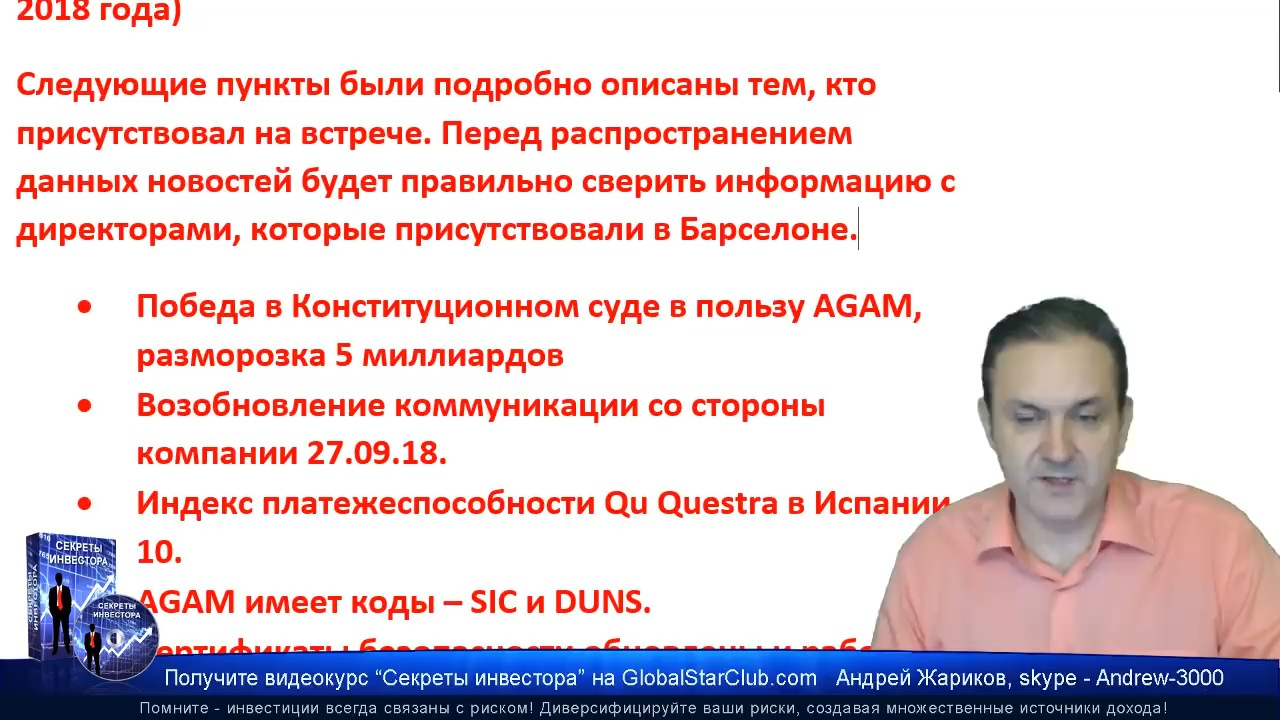 2018 года)
Следующие пункты были подробно описаны тем, кто
присутствовал на встрече. Перед распространением
данных новостей будет правильно сверить информацию с
директорами, которые присутствовали в Барселоне.
• Победа в Конституционном суде в пользу AGAM,
разморозка 5 миллиардов
• Возобновление коммуникации со стороны
компании 27.09.18.
• Индекс платежеспособности Qu Questra в Испании
10.
AGAM имеет коды – SIC и DUNS.
безопасности обновлены и
СЕКРЕТЫ
ИНВЕСТОРА
СЕКРЕТЫ
ИНВЕСТОРА
СЕКРЕТЫ
ИНВЕСТОРА
Получите видеокурс “Секреты инвестора” на GlobalStarClub.com Андрей Жариков, skype - Andrew-3000
Помните - инвестиции всегда связаны с риском! Диверсифицируйте ваши риски, создавая множественные источники дохода!